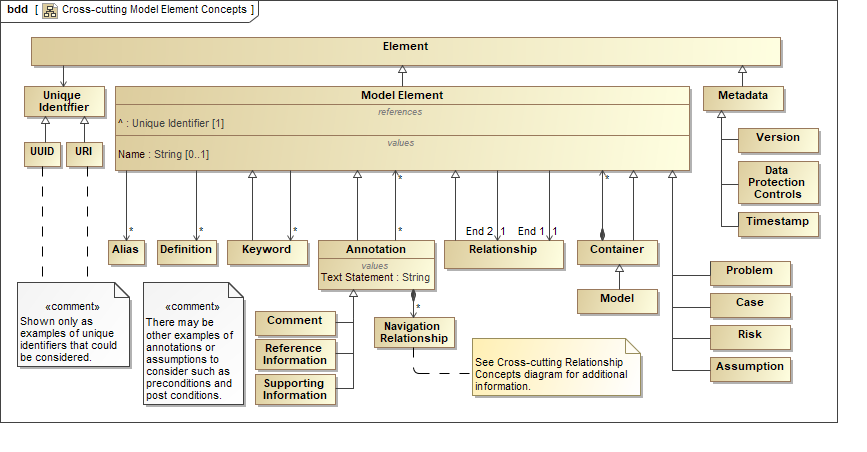 bdd [ Cross-cutting Model Element Concepts ]
Element
Unique
Identifier
Model Element
references
^ : Unique Identifier [1]
values
Name : String [0..1]
Metadata
UUID
URI
Version
Data
Protection
Controls
Timestamp
*
*
*
*
End 2 1
End 1 1
*
Alias
Definition
Keyword
Annotation
values
Text Statement : String
Relationship
Container
Model
Problem
Case
Risk
Assumption
«comment»
Shown only as
examples of unique
identifiers that could
be considered.
«comment»
There may be
other examples of
annotations or
assumptions to
consider such as
preconditions and
post conditions.
Comment
Reference
Information
Supporting
Information
*
Navigation
Relationship
See Cross-cutting Relationship
Concepts diagram for additional
information.